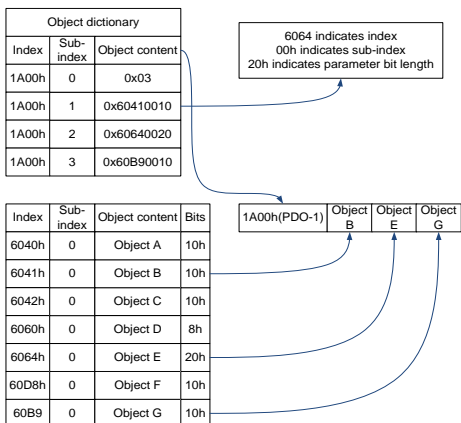 Object dictionary
Index Sub-index Object content
1A00h 0 0x03
1A00h 1 0x60410010
1A00h 2 0x60640020
1A00h 3 0x60B90010
6064 indicates index
00h indicates sub-index
20h indicates parameter bit length
Index Sub-index Object content Bits
6040h 0 Object A 10h
6041h 0 Object B 10h
6042h 0 Object C 10h
6060h 0 Object D 8h
6064h 0 Object E 20h
60D8h 0 Object F 10h
60B9 0 Object G 10h
1A00h(PDO-1) Object B Object E Object G